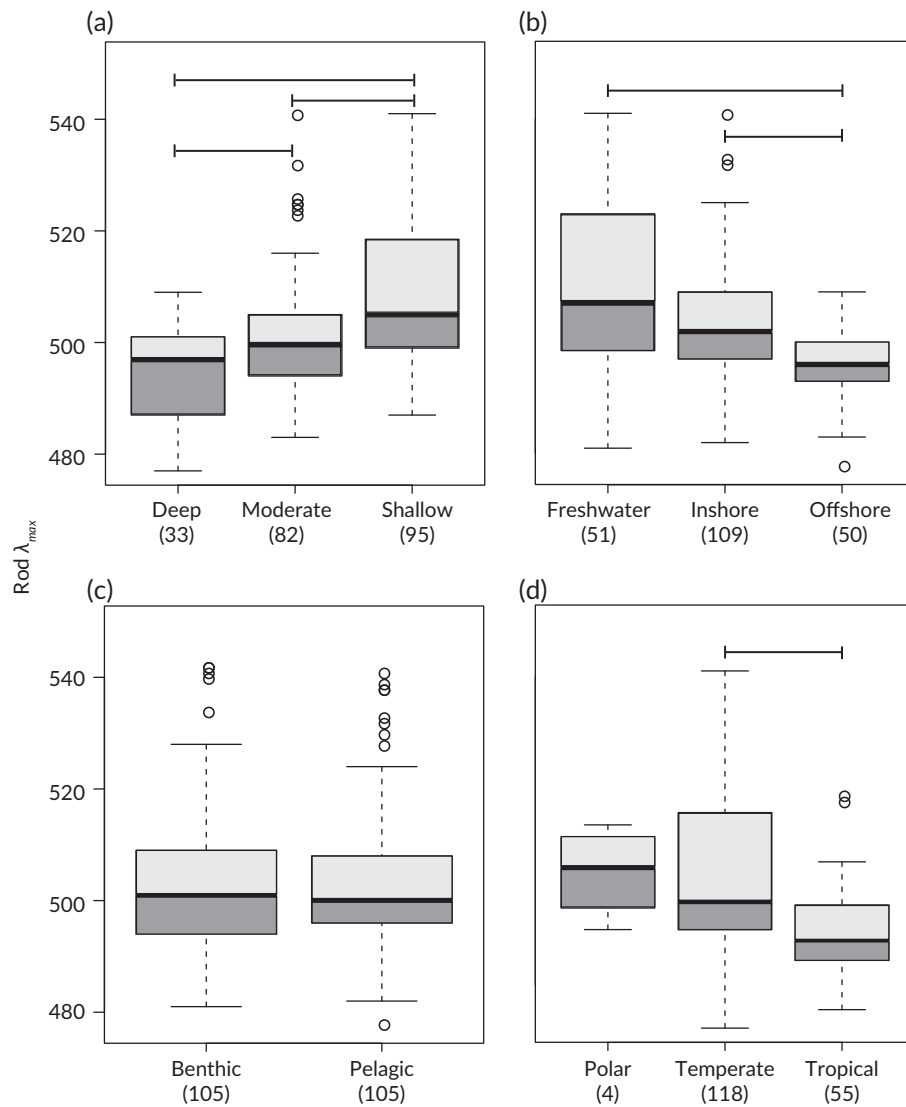 (a)
(b)
540
520
500
480
Deep Moderate Shallow
(33) (82) (95)
Freshwater Inshore Offshore
(51) (109) (50)
Rod λmax
(c)
(d)
540
520
500
480
Benthic Pelagic
(105) (105)
Polar Temperate Tropical
(4) (118) (55)